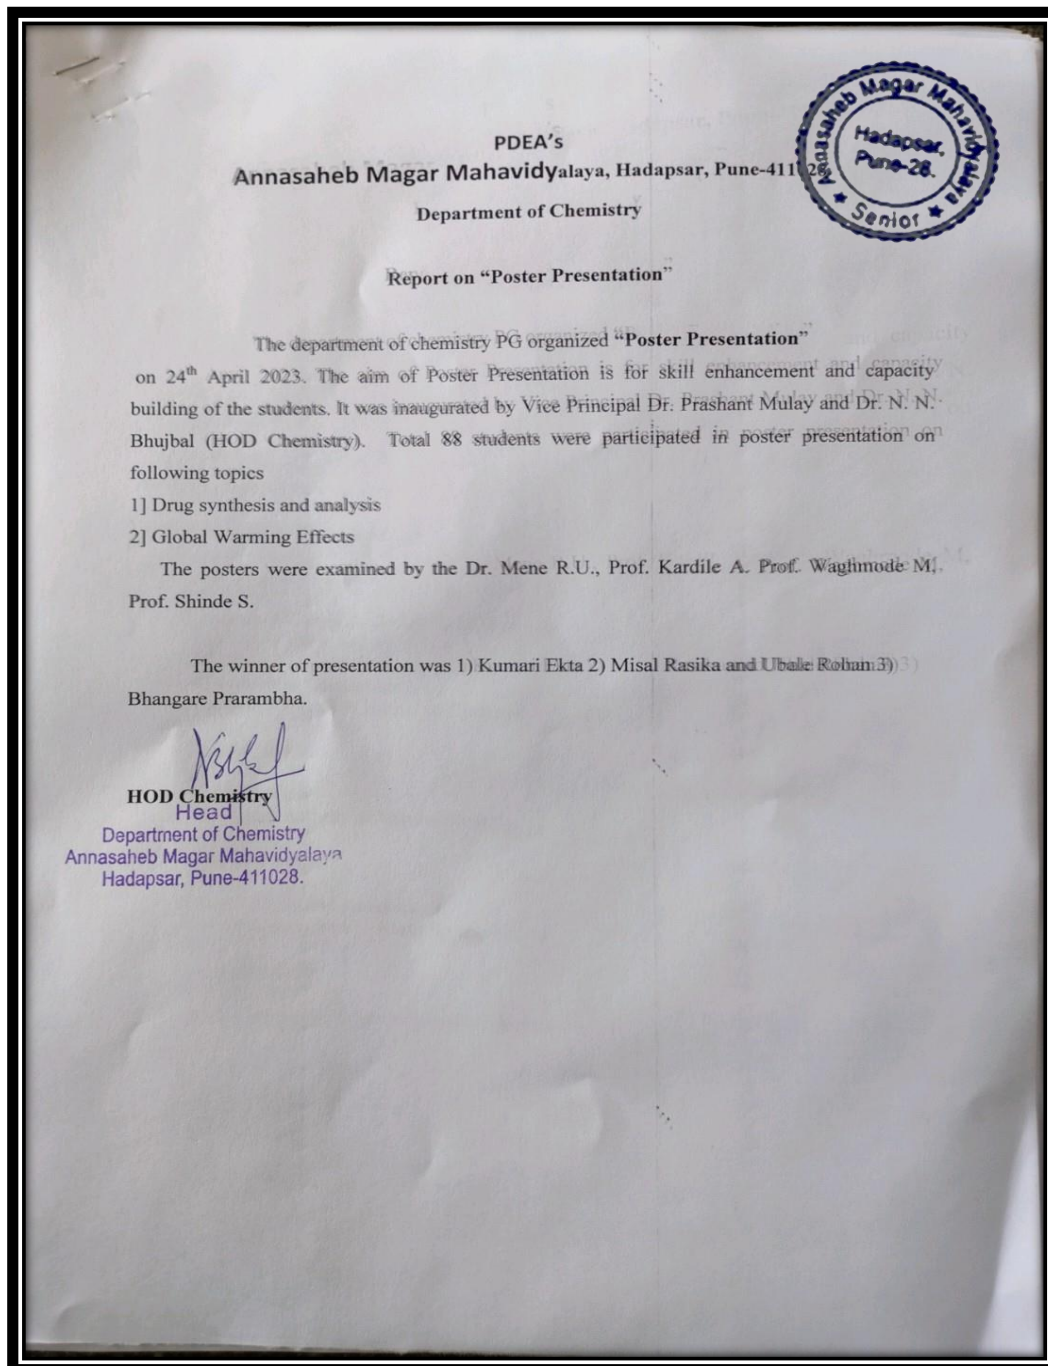 PDEA's
Annasaheb Magar Mahavidyalaya, Hadapsar, Pune-411028
Annasaheb Magar Mahavidyalaya
Hadapsar,
Pune-28.
★ Senior ★
Department of Chemistry
Report on “Poster Presentation”
The department of chemistry PG organized “Poster Presentation”
on 24th April 2023. The aim of Poster Presentation is for skill enhancement and capacity
building of the students. It was inaugurated by Vice Principal Dr. Prashant Mulay and Dr. N. N.
Bhujbal (HOD Chemistry). Total 88 students were participated in poster presentation on
following topics
1] Drug synthesis and analysis
2] Global Warming Effects
The posters were examined by the Dr. Mene R.U., Prof. Kardile A. Prof. Waghmode M,
Prof. Shinde S.
The winner of presentation was 1) Kumari Ekta 2) Misal Rasika and Ubale Rohan 3)
Bhangare Prarambha.
HOD Chemistry
Head
Department of Chemistry
Annasaheb Magar Mahavidyalaya
Hadapsar, Pune-411028.